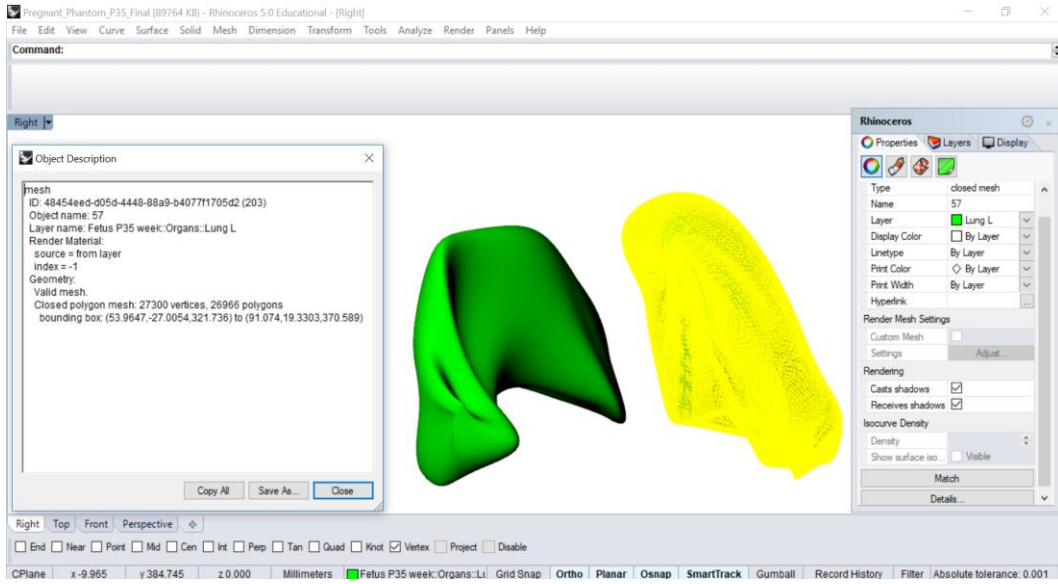 Pregnant_Phantom_P35_Final (89764 KB) - Rhinoceros 5.0 Educational - [Right]
File Edit View Curve Surface Solid Mesh Dimension Transform Tools Analyze Render Panels Help
Command:
Right
Object Description
mesh
ID: 48454eed-d05d-4448-88a9-b4077f1705d2 (203)
Object name: 57
Layer name: Fetus P35 week::Organs::Lung L
Render Material:
source = from layer
index = -1
Geometry:
Valid mesh.
Closed polygon mesh: 27300 vertices, 26966 polygons
bounding box: (53.9647,-27.0054,321.736) to (91.074,19.3303,370.589)
Copy All Save As... Close
Rhinoceros
Properties Layers Display
Type closed mesh
Name 57
Layer Lung L
Display Color By Layer
Linetype By Layer
Print Color By Layer
Print Width By Layer
Hyperlink ...
Render Mesh Settings
Custom Mesh
Settings Adjust...
Rendering
Casts shadows
Receives shadows
Isocurve Density
Density
Show surface iso... Visible
Match
Details...
Right Top Front Perspective
End Near Point Mid Cen Int Perp Tan Quad Knot Vertex Project Disable
CPlane x -9.965 y 384.745 z 0.000 Millimeters Fetus P35 week::Organs::Lu Grid Snap Ortho Planar Osnap SmartTrack Gumball Record History Filter Absolute tolerance: 0.001